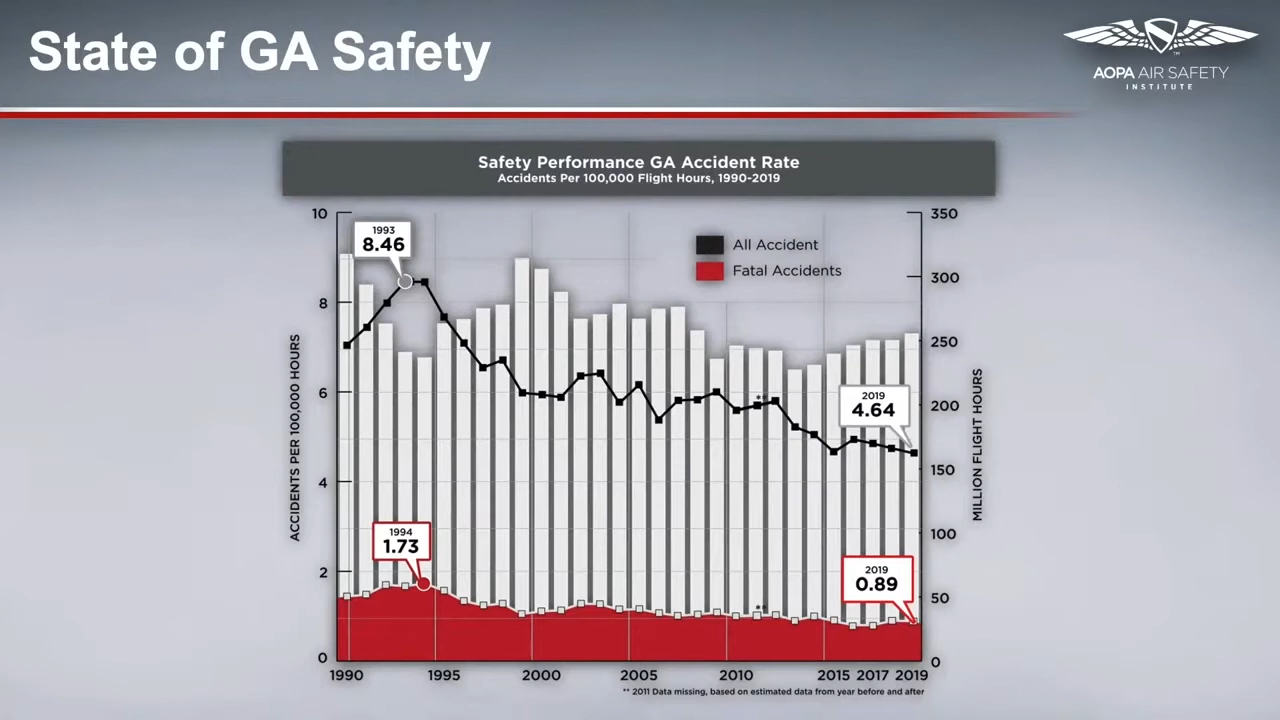 State of GA Safety
AOPA AIR SAFETY
INSTITUTE
TM
Safety Performance GA Accident Rate
Accidents Per 100,000 Flight Hours, 1990-2019
10
8
6
4
2
0
ACCIDENTS PER 100,000 HOURS
350
300
250
200
150
100
50
0
MILLION FLIGHT HOURS
All Accident
Fatal Accidents
1993
8.46
2019
4.64
1994
1.73
2019
0.89
**
**
1990 1995 2000 2005 2010 2015 2017 2019
** 2011 Data missing, based on estimated data from year before and after